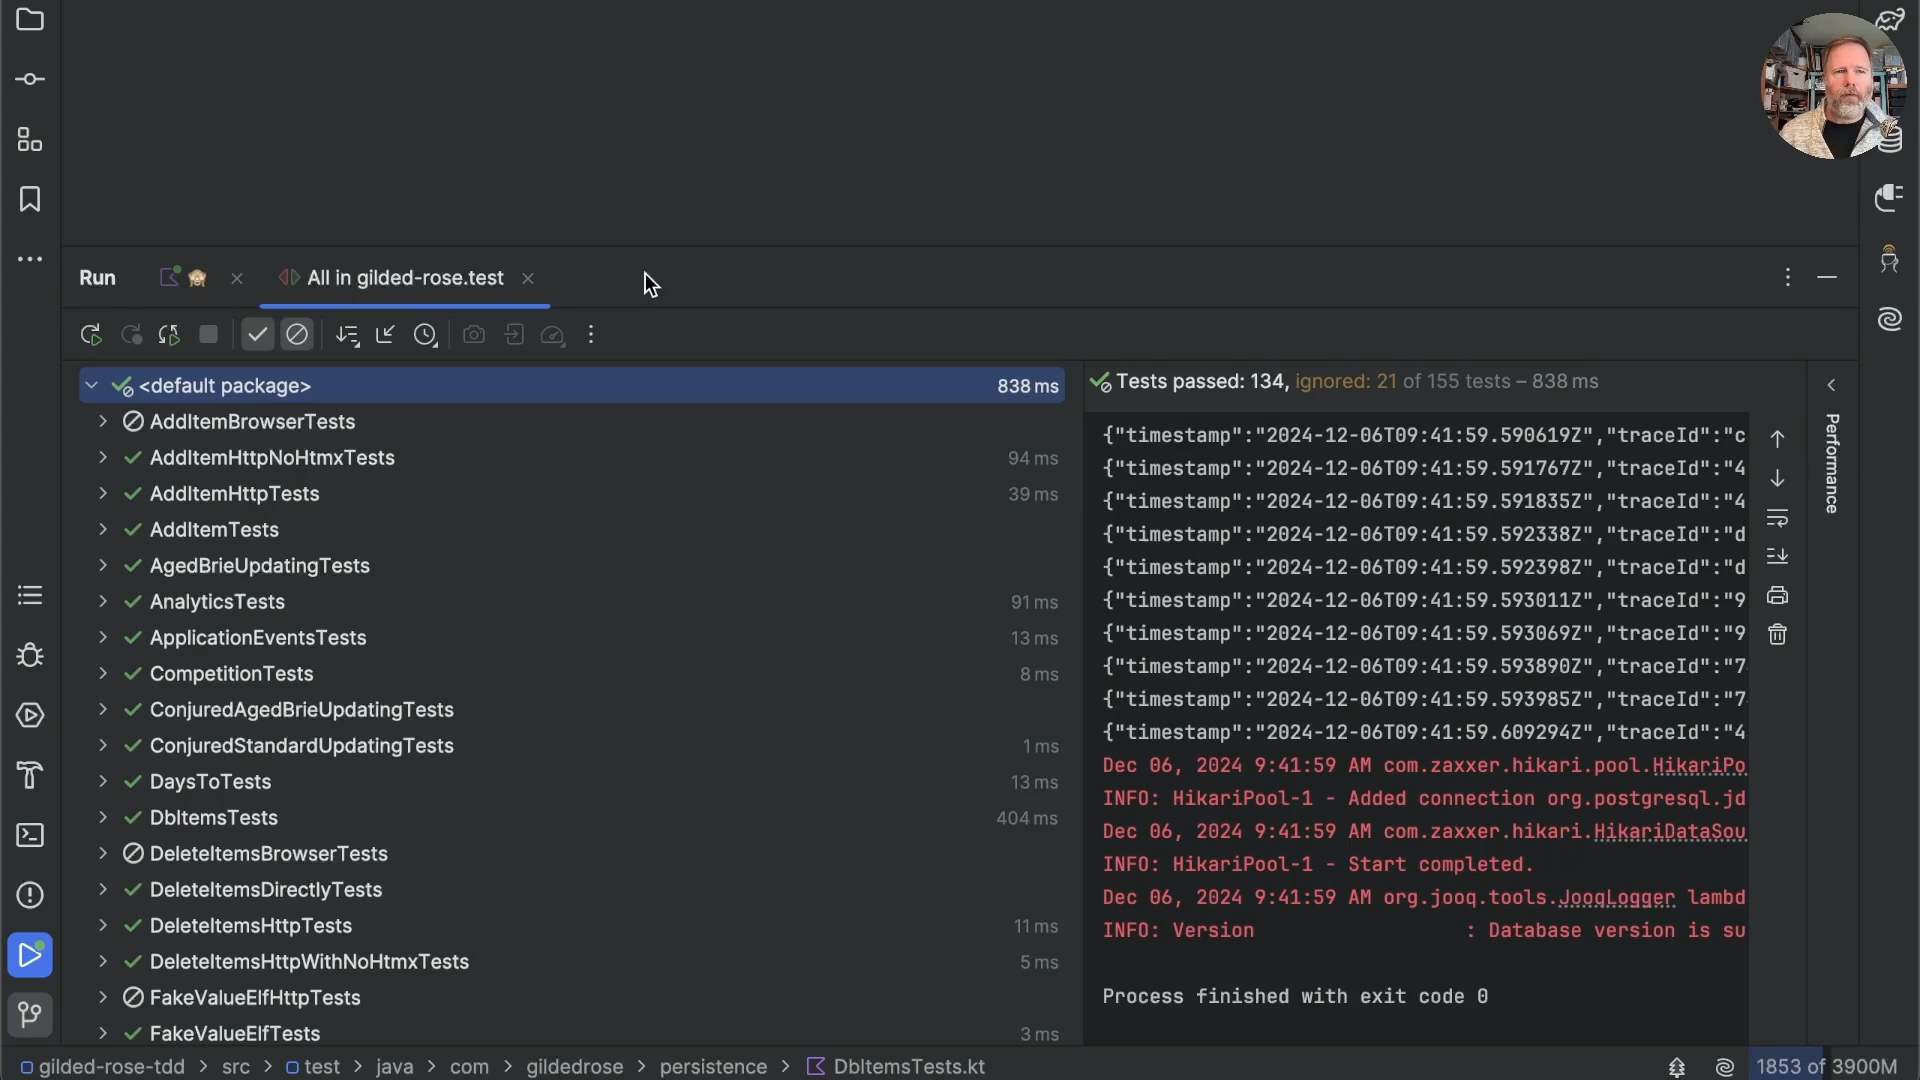 Run
All in gilded-rose.test
<default package> 838 ms
AddItemBrowserTests
AddItemHttpNoHtmxTests 94 ms
AddItemHttpTests 39 ms
AddItemTests
AgedBrieUpdatingTests
AnalyticsTests 91 ms
ApplicationEventsTests 13 ms
CompetitionTests 8 ms
ConjuredAgedBrieUpdatingTests
ConjuredStandardUpdatingTests 1 ms
DaysToTests 13 ms
DbItemsTests 404 ms
DeleteItemsBrowserTests
DeleteItemsDirectlyTests
DeleteItemsHttpTests 11 ms
DeleteItemsHttpWithNoHtmxTests 5 ms
FakeValueElfHttpTests
FakeValueElfTests 3 ms
Tests passed: 134, ignored: 21 of 155 tests – 838 ms
{"timestamp":"2024-12-06T09:41:59.590619Z","traceId":"c
{"timestamp":"2024-12-06T09:41:59.591767Z","traceId":"4
{"timestamp":"2024-12-06T09:41:59.591835Z","traceId":"4
{"timestamp":"2024-12-06T09:41:59.592338Z","traceId":"d
{"timestamp":"2024-12-06T09:41:59.592398Z","traceId":"d
{"timestamp":"2024-12-06T09:41:59.593011Z","traceId":"9
{"timestamp":"2024-12-06T09:41:59.593069Z","traceId":"9
{"timestamp":"2024-12-06T09:41:59.593890Z","traceId":"7
{"timestamp":"2024-12-06T09:41:59.593985Z","traceId":"7
{"timestamp":"2024-12-06T09:41:59.609294Z","traceId":"4
Dec 06, 2024 9:41:59 AM com.zaxxer.hikari.pool.HikariPo
INFO: HikariPool-1 - Added connection org.postgresql.jd
Dec 06, 2024 9:41:59 AM com.zaxxer.hikari.HikariDataSou
INFO: HikariPool-1 - Start completed.
Dec 06, 2024 9:41:59 AM org.jooq.tools.JooqLogger lambd
INFO: Version : Database version is su
Process finished with exit code 0
Performance
gilded-rose-tdd > src > test > java > com > gildedrose > persistence > DbItemsTests.kt
1853 of 3900M